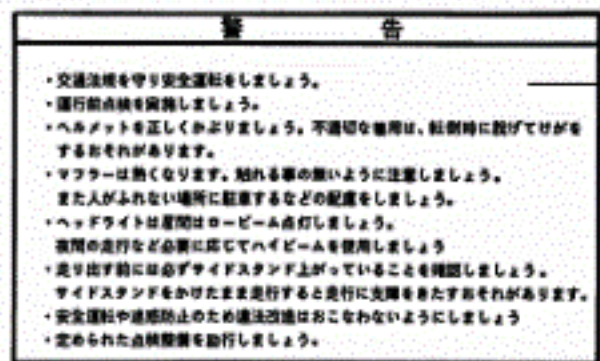 警告
・交通法規を守り安全運転をしましょう。
・運行前点検を実施しましょう。
・ヘルメットを正しくかぶりましょう。不適切な着用は、転倒時に脱げてけがを
するおそれがあります。
・マフラーは熱くなります。触れる事の無いように注意しましょう。
また人がふれない場所に駐車するなどの配慮をしましょう。
・ヘッドライトは昼間はロービーム点灯しましょう。
夜間の走行など必要に応じてハイビームを使用しましょう
・走り出す前には必ずサイドスタンド上がっていることを確認しましょう。
サイドスタンドをかけたまま走行すると走行に支障をきたすおそれがあります。
・安全運転や迷惑防止のため違法改造はおこなわないようにしましょう
・定められた点検整備を励行しましょう。